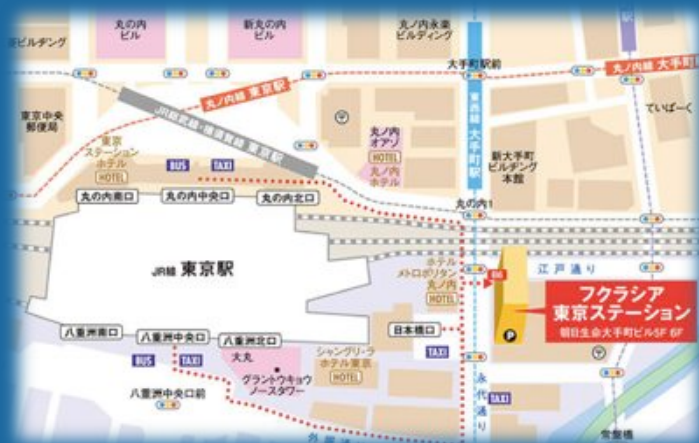 丸の内
ビル
新丸の内
ビル
丸ノ内永楽
ビルディング
ビルヂング
大手町駅前
丸ノ内線 東京駅
丸ノ内線 大手町
東京中央
郵便局
JR総武線・横須賀線 東京駅
東西線 大手町駅
ていぱーく
丸ノ内
オアゾ
HOTEL
丸ノ内
ホテル
新大手町
ビルヂング
本館
東京
ステーション
ホテル
HOTEL
BUS
TAXI
丸の内南口
丸の内中央口
丸の内北口
丸の内1
JR線 東京駅
ホテル
メトロポリタン
丸ノ内
HOTEL
江戸通り
フクラシア
東京ステーション
朝日生命大手町ビル5F 6F
P
八重洲南口
八重洲中央口
八重洲北口
日本橋口
BUS
TAXI
大丸
グラントウキョウ
ノースタワー
シャングリ・ラ
ホテル東京
HOTEL
TAXI
永代通り
TAXI
八重洲中央口前
常盤橋